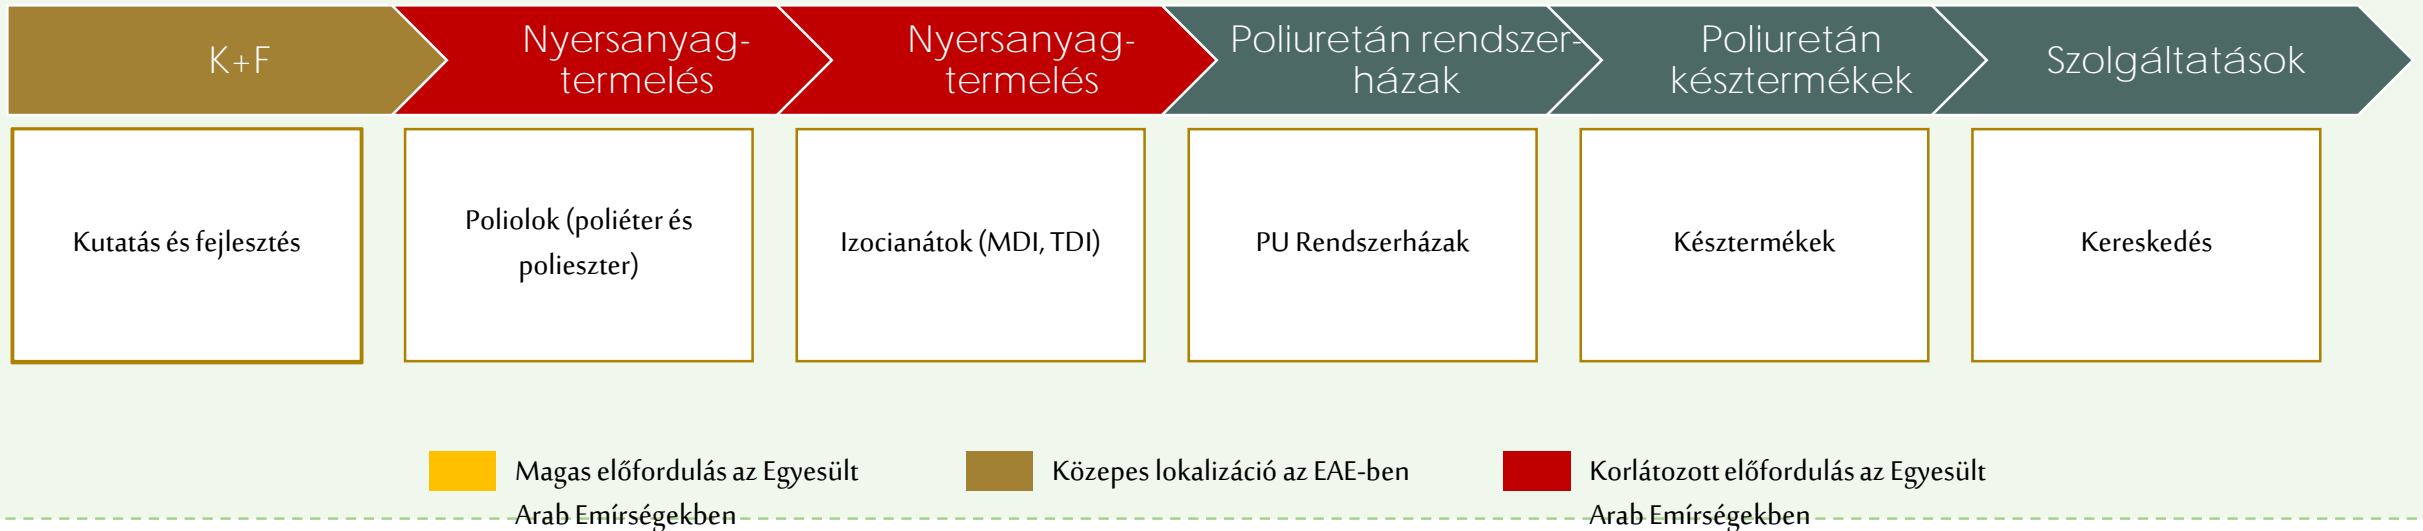 K+F
Nyersanyag-
termelés
Nyersanyag-
termelés
Poliuretán rendszer-
házak
Poliuretán
késztermékek
Szolgáltatások
Kutatás és fejlesztés
Poliolok (poliéter és
polieszter)
Izocianátok (MDI, TDI)
PU Rendszerházak
Késztermékek
Kereskedés
Magas előfordulás az Egyesült
Arab Emírségekben
Közepes lokalizáció az EAE-ben
Korlátozott előfordulás az Egyesült
Arab Emírségekben